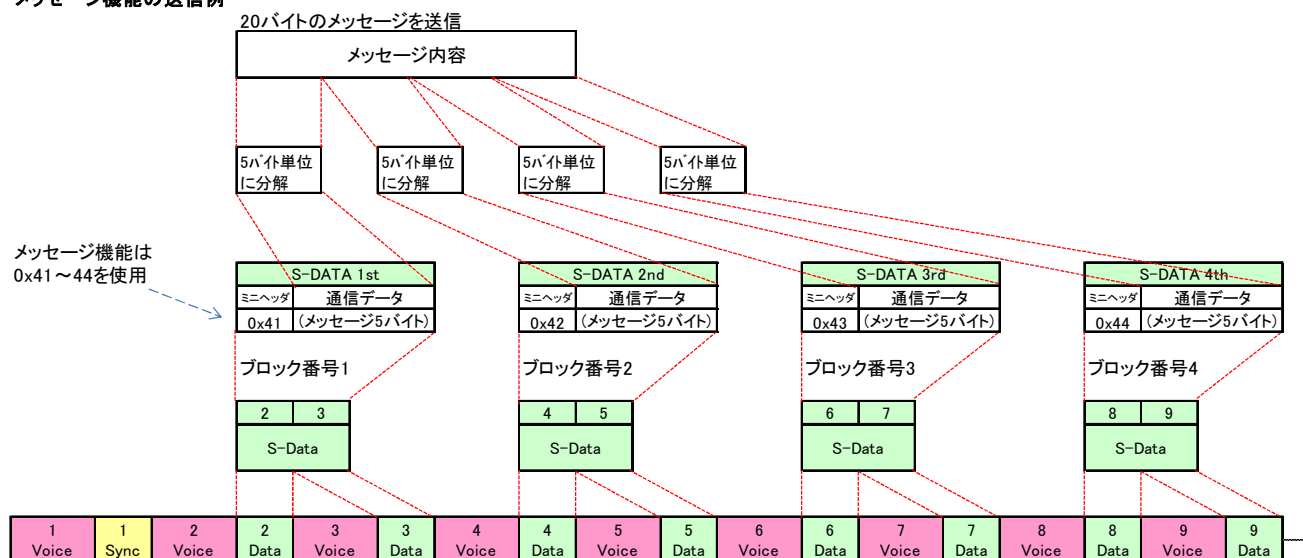 メッセージ機能の送信例
20バイトのメッセージを送信
メッセージ内容
5バイト単位
に分解
5バイト単位
に分解
5バイト単位
に分解
5バイト単位
に分解
メッセージ機能は
0x41～44を使用
S-DATA 1st
ミニヘッダ 通信データ
0x41 (メッセージ5バイト)
S-DATA 2nd
ミニヘッダ 通信データ
0x42 (メッセージ5バイト)
S-DATA 3rd
ミニヘッダ 通信データ
0x43 (メッセージ5バイト)
S-DATA 4th
ミニヘッダ 通信データ
0x44 (メッセージ5バイト)
ブロック番号1
ブロック番号2
ブロック番号3
ブロック番号4
2 3
S-Data
4 5
S-Data
6 7
S-Data
8 9
S-Data
1 1 2 2 3 3 4 4 5 5 6 6 7 7 8 8 9 9
Voice Sync Voice Data Voice Data Voice Data Voice Data Voice Data Voice Data Voice Data Voice Data